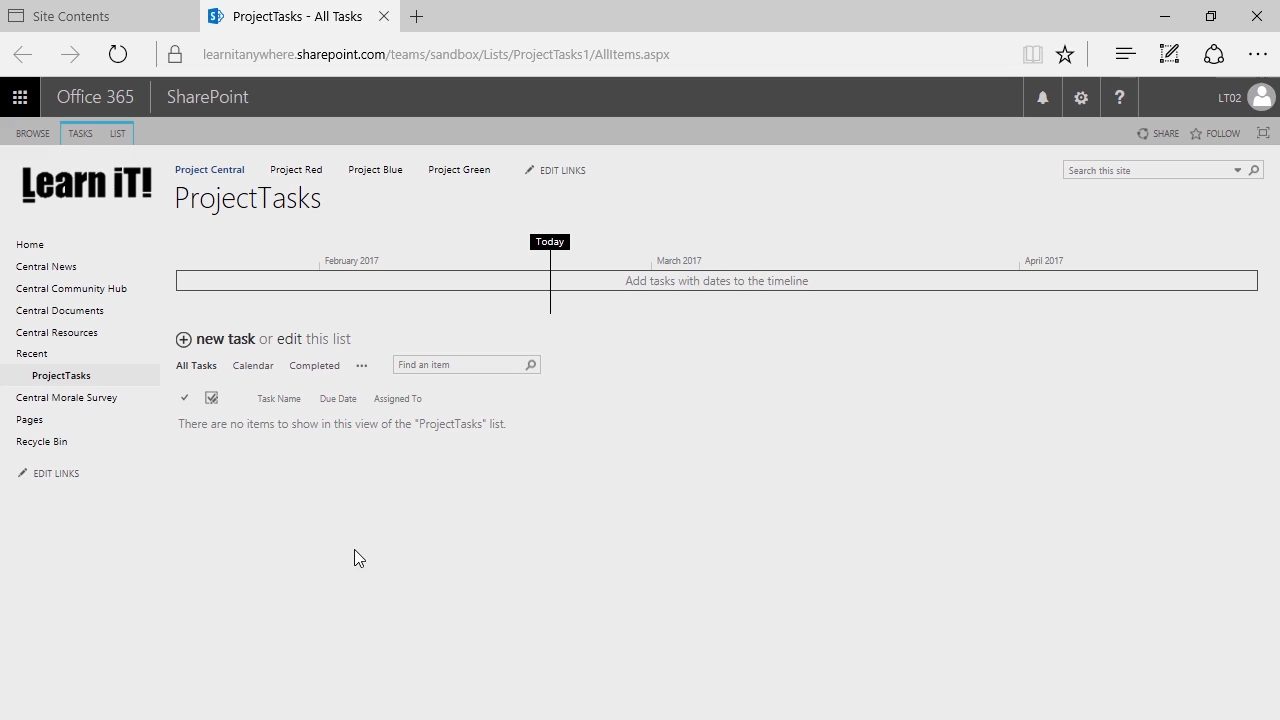 Site Contents
ProjectTasks - All Tasks
learnitanywhere.sharepoint.com/teams/sandbox/Lists/ProjectTasks1/AllItems.aspx
Office 365 SharePoint ? LT02
BROWSE TASKS LIST SHARE FOLLOW
Learn iT!
Project Central Project Red Project Blue Project Green EDIT LINKS Search this site
ProjectTasks
Home
Central News
Central Community Hub
Central Documents
Central Resources
Recent
ProjectTasks
Central Morale Survey
Pages
Recycle Bin
EDIT LINKS
Today
February 2017 March 2017 April 2017
Add tasks with dates to the timeline
new task or edit this list
All Tasks Calendar Completed ••• Find an item
Task Name Due Date Assigned To
There are no items to show in this view of the "ProjectTasks" list.